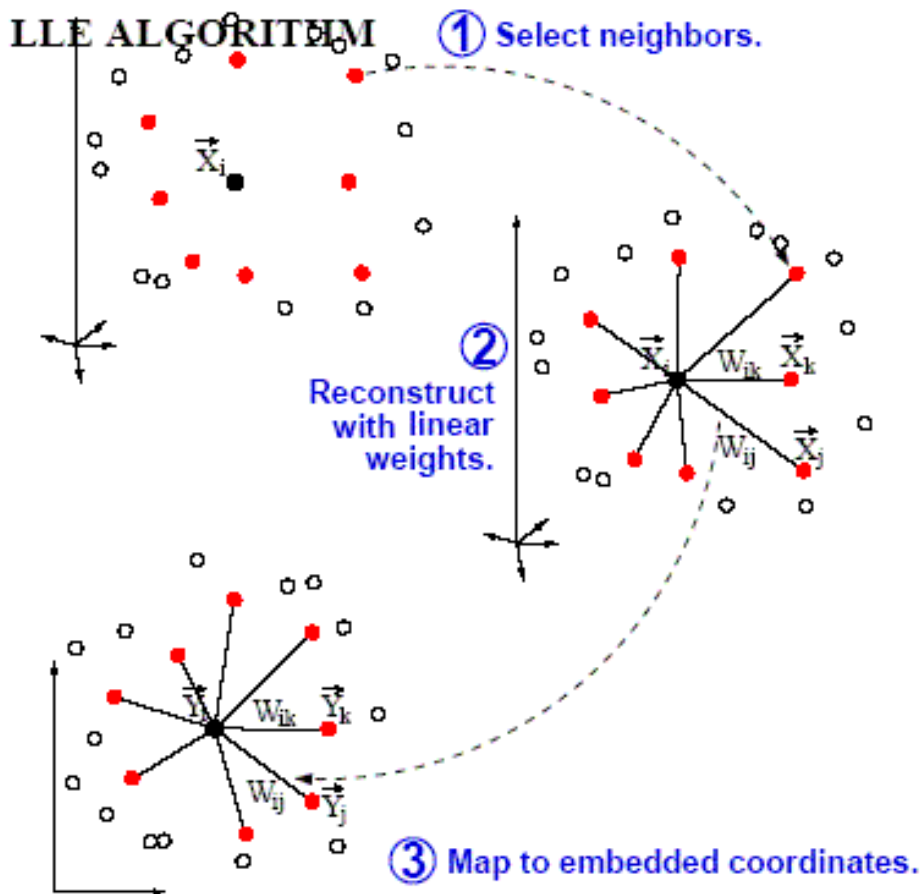 LLE ALGORITHM
① Select neighbors.
X⃗i
②
Reconstruct
with linear
weights.
X⃗i Wik X⃗k
Wij X⃗j
Y⃗i Wik Y⃗k
Wij Y⃗j
③ Map to embedded coordinates.